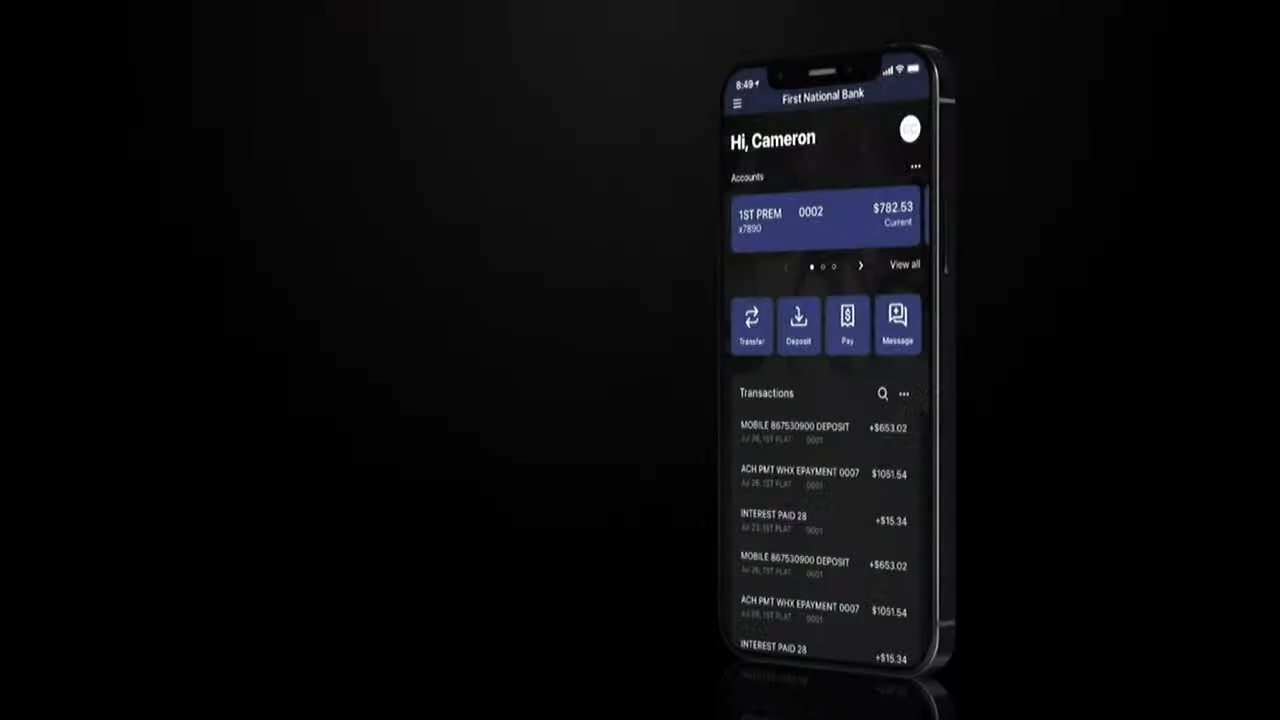 8:49
First National Bank
Hi, Cameron
Accounts
1ST PREM 0002 $782.53
x7890 Current
View all
Transfer Deposit Pay Message
Transactions
MOBILE 867530900 DEPOSIT +$653.02
Jul 26, 1ST PLAT 0001
ACH PMT WHX EPAYMENT 0007 $1051.54
Jul 26, 1ST PLAT 0001
INTEREST PAID 28 +$15.34
Jul 23, 1ST PLAT 0001
MOBILE 867530900 DEPOSIT +$653.02
Jul 26, 1ST PLAT 0001
ACH PMT WHX EPAYMENT 0007 $1051.54
Jul 26, 1ST PLAT 0001
INTEREST PAID 28 +$15.34